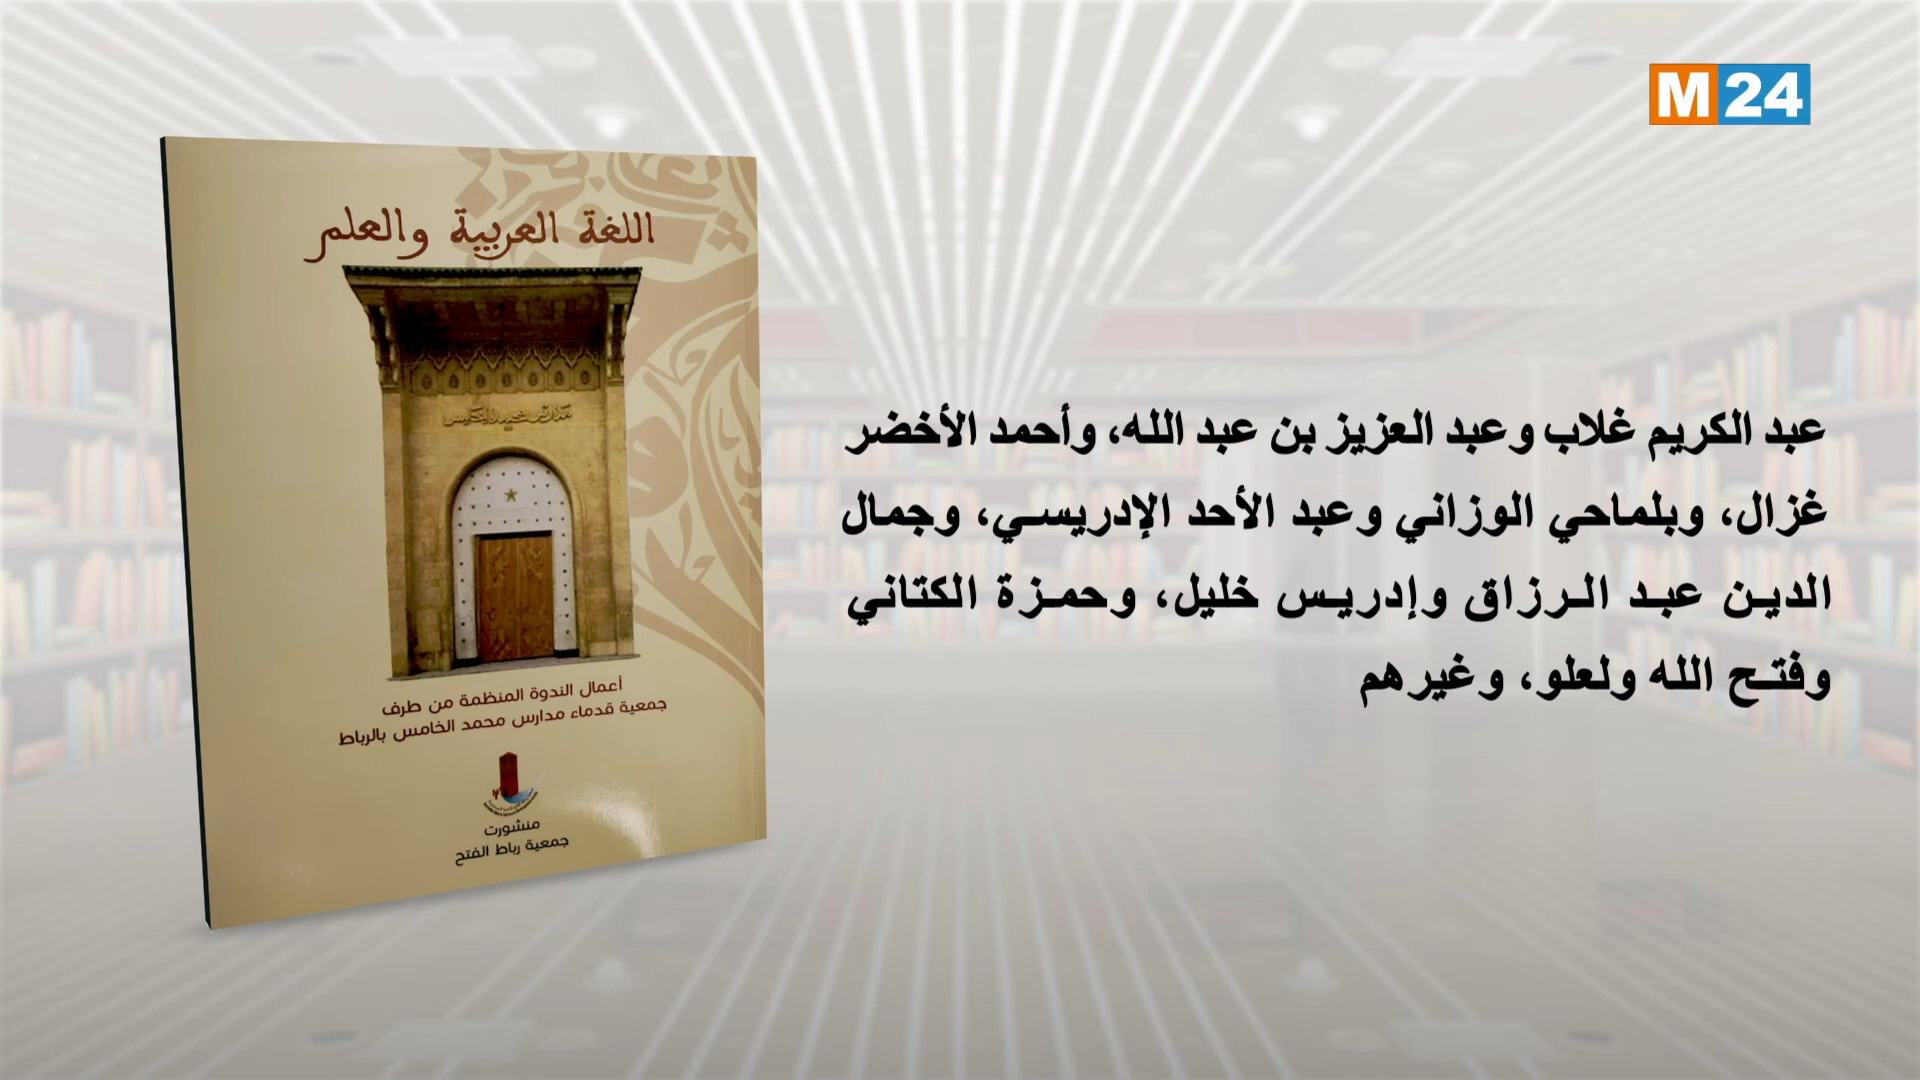 M24
اللغة العربية والعلم
مدارس محمد الخامس
أعمال الندوة المنظمة من طرف
جمعية قدماء مدارس محمد الخامس بالرباط
منشورت
جمعية رباط الفتح
عبد الكريم غلاب وعبد العزيز بن عبد الله، وأحمد الأخضر
غزال، وبلماحي الوزاني وعبد الأحد الإدريسي، وجمال
الدين عبد الرزاق وإدريس خليل، وحمزة الكتاني
وفتح الله ولعلو، وغيرهم